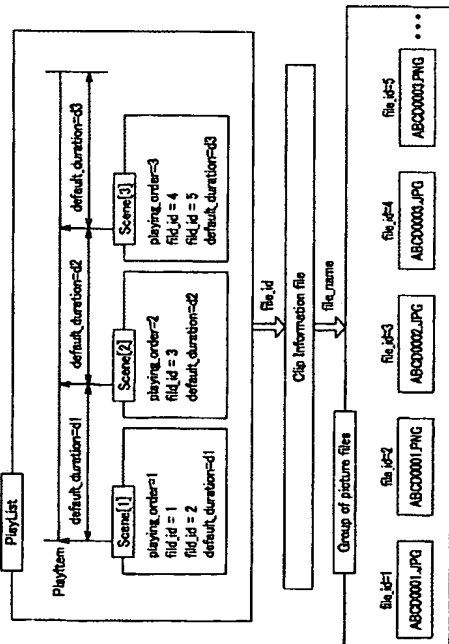 PlayList
PlayItem
default_duration=d1
default_duration=d2
default_duration=d3
Scene[1]
playing_order=1
fild_id = 1
fild_id = 2
default_duration=d1
Scene[2]
playing_order=2
fild_id = 3
default_duration=d2
Scene[3]
playing_order=3
fild_id = 4
fild_id = 5
default_duration=d3
file_id
Clip Information file
file_name
Group of picture files
file_id=1
ABCD0001.JPG
file_id=2
ABCD0001.PNG
file_id=3
ABCD0002.JPG
file_id=4
ABCD0003.JPG
file_id=5
ABCD0003.PNG
...